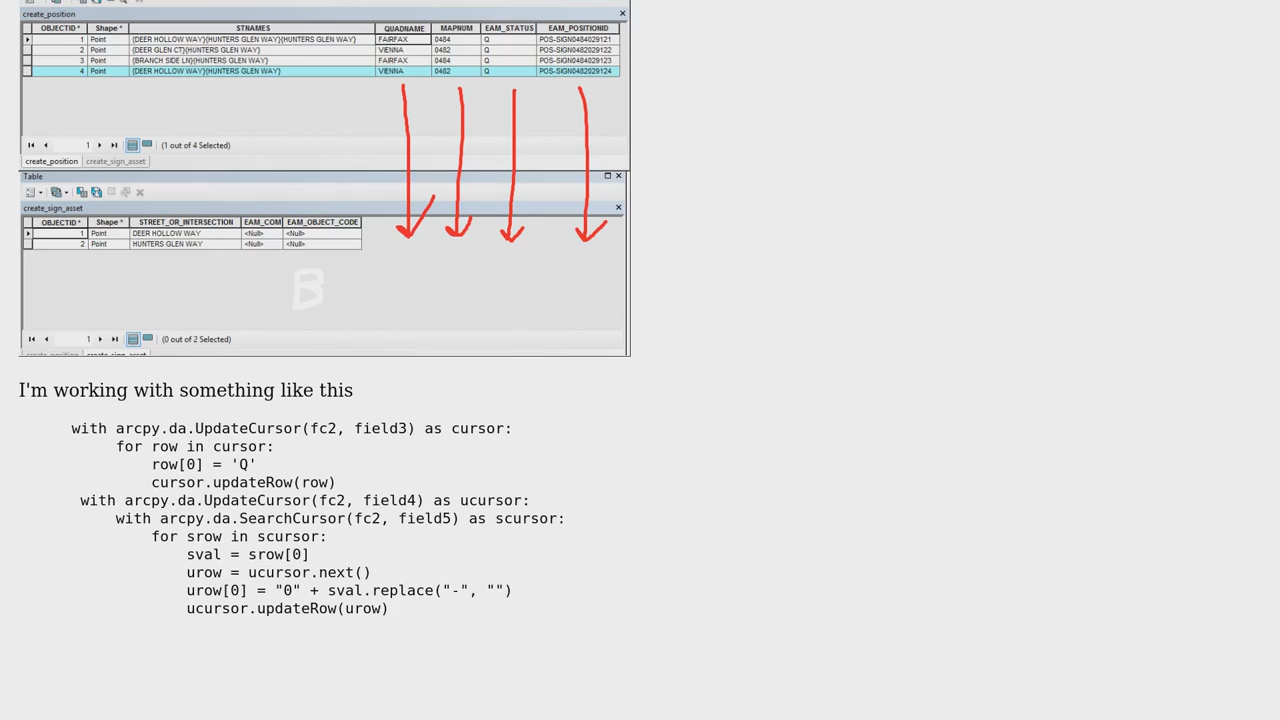 create_position
OBJECTID * Shape * STNAMES QUADNAME MAPNUM EAM_STATUS EAM_POSITIONID
1 Point {DEER HOLLOW WAY}{HUNTERS GLEN WAY}{HUNTERS GLEN WAY} FAIRFAX 0484 Q POS-SIGN0484029121
2 Point {DEER GLEN CT}{HUNTERS GLEN WAY} VIENNA 0482 Q POS-SIGN0482029122
3 Point {BRANCH SIDE LN}{HUNTERS GLEN WAY} FAIRFAX 0484 Q POS-SIGN0484029123
4 Point {DEER HOLLOW WAY}{HUNTERS GLEN WAY} VIENNA 0482 Q POS-SIGN0482029124
1 (1 out of 4 Selected)
create_position create_sign_asset
Table
create_sign_asset
OBJECTID * Shape * STREET_OR_INTERSECTION EAM_COM EAM_OBJECT_CODE
1 Point DEER HOLLOW WAY <Null> <Null>
2 Point HUNTERS GLEN WAY <Null> <Null>
B
1 (0 out of 2 Selected)
create_position create_sign_asset
I'm working with something like this
with arcpy.da.UpdateCursor(fc2, field3) as cursor:
for row in cursor:
row[0] = 'Q'
cursor.updateRow(row)
with arcpy.da.UpdateCursor(fc2, field4) as ucursor:
with arcpy.da.SearchCursor(fc2, field5) as scursor:
for srow in scursor:
sval = srow[0]
urow = ucursor.next()
urow[0] = "0" + sval.replace("-", "")
ucursor.updateRow(urow)